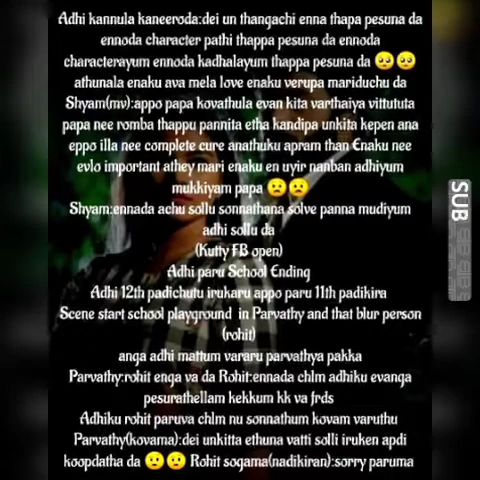 Adhi kannula kaneeroda:dei un thangachi enna thapa pesuna da
ennoda character pathi thappa pesuna da ennoda
characterayum ennoda kadhalayum thappa pesuna da 🥺🥺
athunala enaku ava mela love enaku verupa mariduchu da
Shyam(mv):appo papa kovathula evan kita varthaiya vittututa
papa nee romba thappu pannita etha kandipa unkita kepen ana
eppo illa nee complete cure anathuku apram than Enaku nee
evlo important athey mari enaku en uyir nanban adhiyum
mukkiyam papa 😦😦
Shyam:ennada achu sollu sonnathana solve panna mudiyum
adhi sollu da
(Kutty FB open)
Adhi paru School Ending
Adhi 12th padichutu irukaru appo paru 11th padikira
Scene start school playground in Parvathy and that blur person
(rohit)
anga adhi mattum vararu parvathya pakka
Parvathy:rohit enga va da Rohit:ennada chlm adhiku evanga
pesurathellam kekkum kk va frds
Adhiku rohit paruva chlm nu sonnathum kovam varuthu
Parvathy(kovama):dei unkitta ethuna vatti solli iruken apdi
koopdatha da 😦😦 Rohit sogama(nadikiran):sorry paruma
SUB